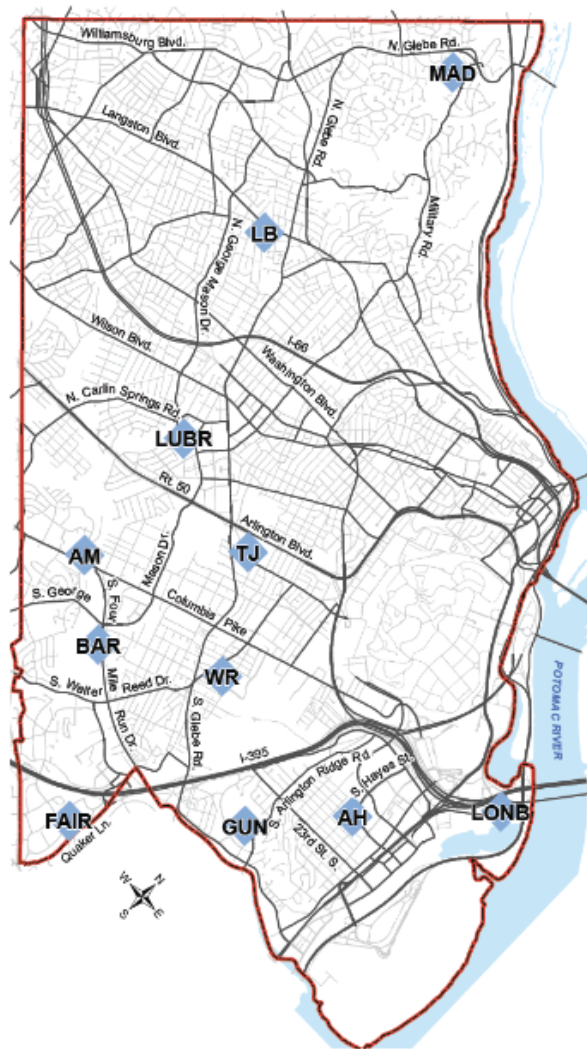 Williamsburg Blvd.
N. Glebe Rd.
MAD
Langston Blvd.
N. Glebe Rd.
Military Rd.
LB
N. George Mason Dr.
I-66
Wilson Blvd.
Washington Blvd.
N. Carlin Springs Rd.
LUBR
Rt. 50
Arlington Blvd.
AM
TJ
Mason Dr.
S. George
S. Four
Columbia Pike
BAR
WR
S. Walter Reed Dr.
Mile
Run Dr.
S. Glebe Rd.
POTOMAC RIVER
I-395
S. Arlington Ridge Rd.
S. Hayes St.
FAIR
GUN
AH
LONB
23rd St. S.
Quaker Ln.
N
W
E
S